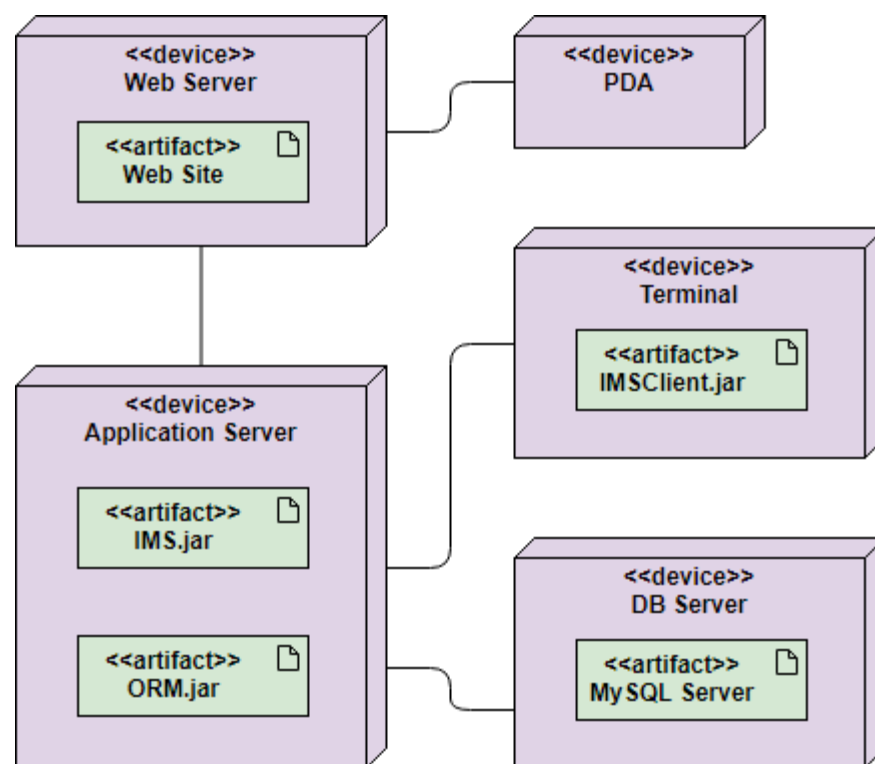 <<device>>
Web Server
<<artifact>>
Web Site
<<device>>
PDA
<<device>>
Terminal
<<artifact>>
IMSClient.jar
<<device>>
Application Server
<<artifact>>
IMS.jar
<<artifact>>
ORM.jar
<<device>>
DB Server
<<artifact>>
MySQL Server